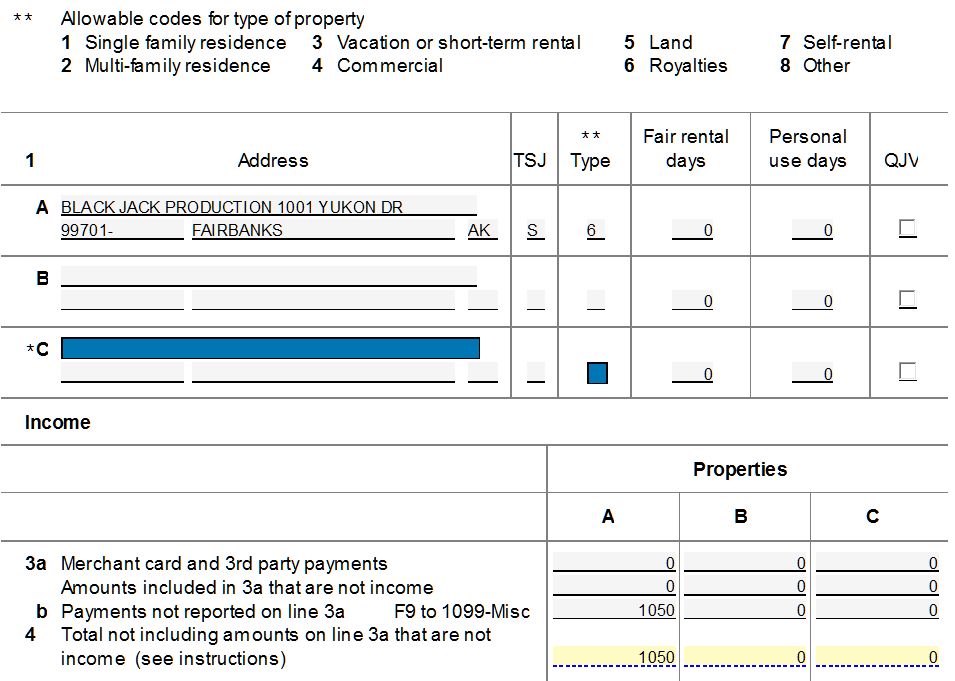 ** Allowable codes for type of property
1 Single family residence 3 Vacation or short-term rental 5 Land 7 Self-rental
2 Multi-family residence 4 Commercial 6 Royalties 8 Other
** Fair rental Personal
1 Address TSJ Type days use days QJV
A BLACK JACK PRODUCTION 1001 YUKON DR
99701- FAIRBANKS AK S 6 0 0
B
0 0
*C
0 0
Income
Properties
A B C
3a Merchant card and 3rd party payments 0 0 0
Amounts included in 3a that are not income 0 0 0
b Payments not reported on line 3a F9 to 1099-Misc 1050 0 0
4 Total not including amounts on line 3a that are not
income (see instructions) 1050 0 0